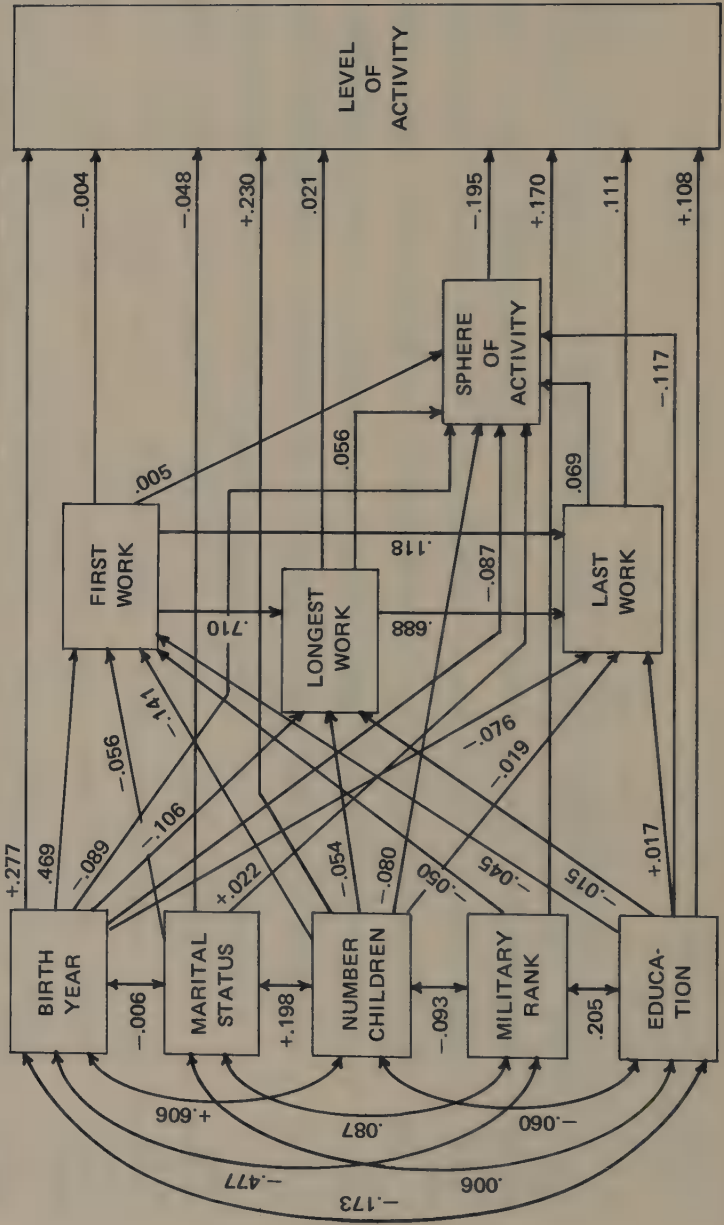 BIRTH
YEAR
MARITAL
STATUS
NUMBER
CHILDREN
MILITARY
RANK
EDUCA-
TION
FIRST
WORK
LONGEST
WORK
LAST
WORK
SPHERE
OF
ACTIVITY
LEVEL
OF
ACTIVITY
+.277
.469
-.089
-.056
-.141
-.106
+.022
-.054
-.080
-.050
-.045
-.015
+.017
-.006
+.198
-.093
.205
+.606
.087
-.060
-.477
.006
-.173
.710
.118
.688
-.076
-.019
.005
.056
-.087
.069
-.117
-.004
-.048
+.230
.021
-.195
+.170
.111
+.108